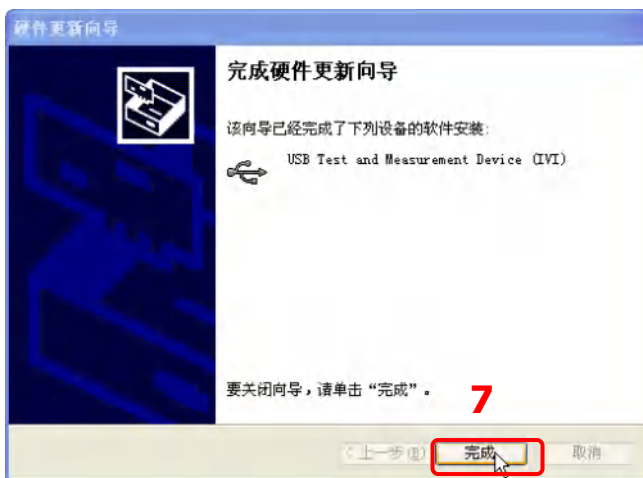 硬件更新向导
完成硬件更新向导
该向导已经完成了下列设备的软件安装:
USB Test and Measurement Device (IVI)
要关闭向导，请单击“完成”。
7
<上一步(B) 完成 取消